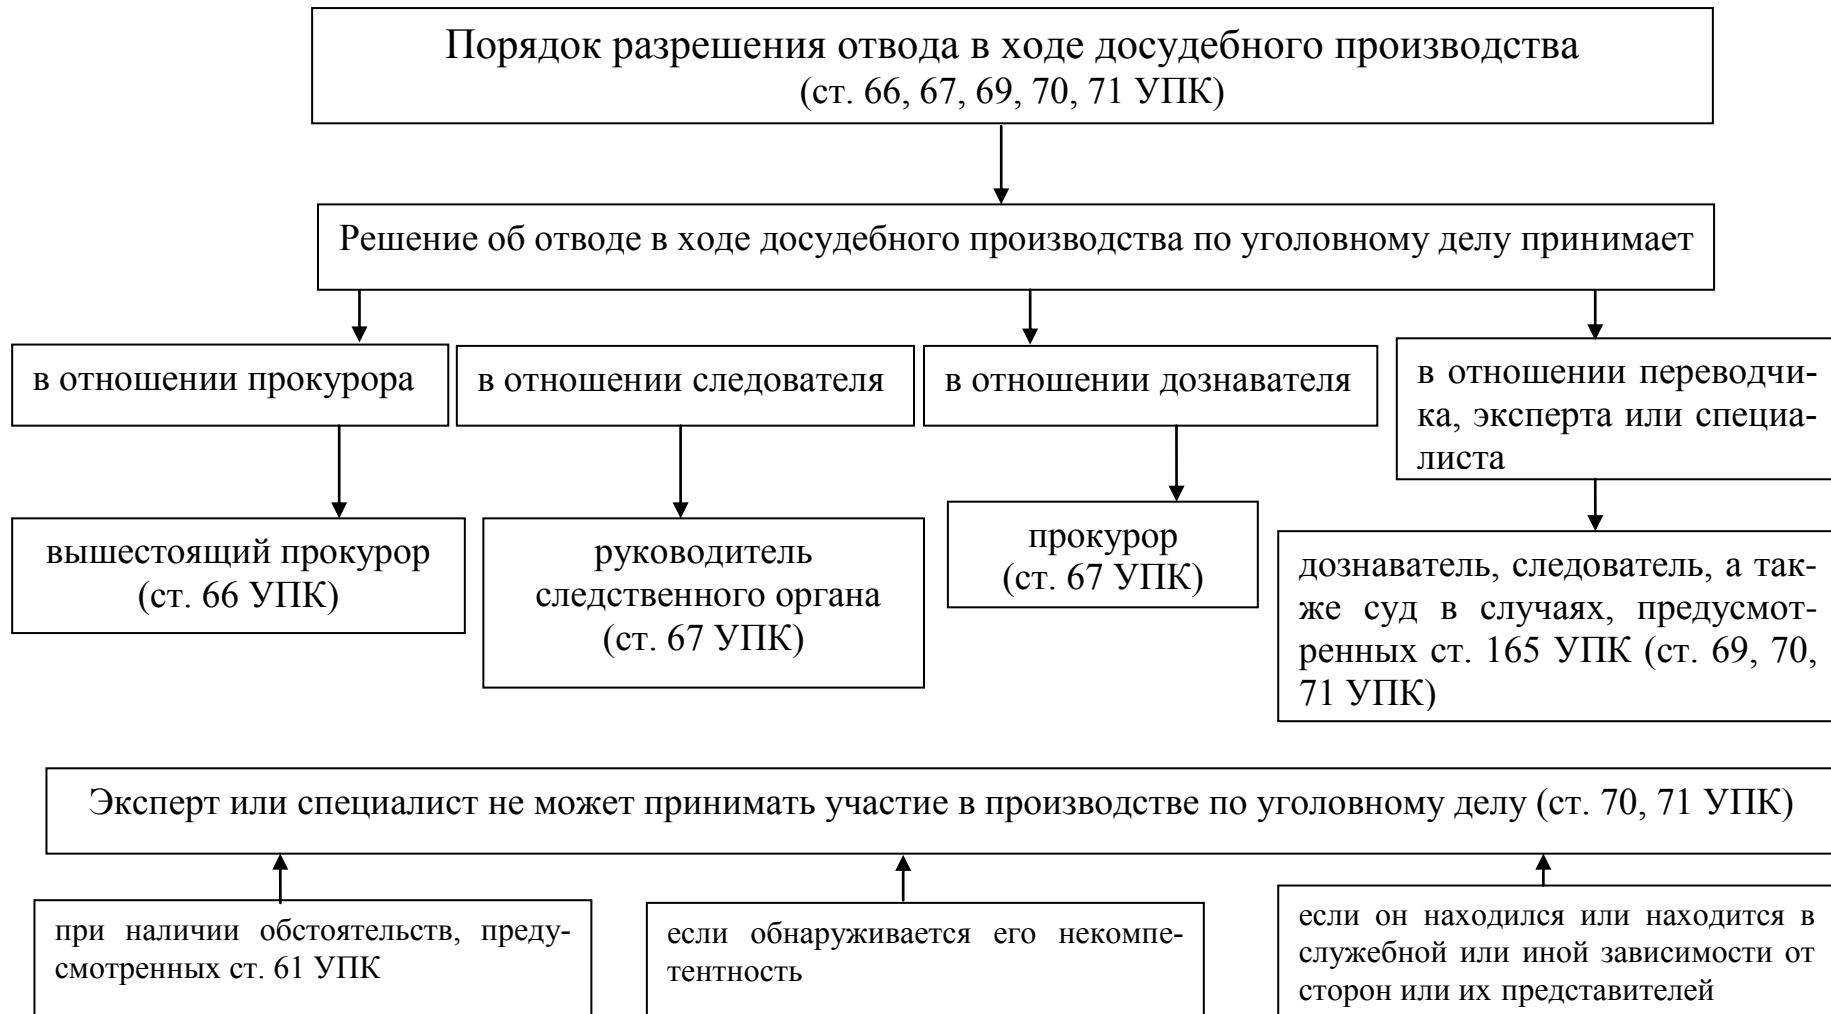 Порядок разрешения отвода в ходе досудебного производства
(ст. 66, 67, 69, 70, 71 УПК)
Решение об отводе в ходе досудебного производства по уголовному делу принимает
в отношении прокурора
в отношении следователя
в отношении дознавателя
в отношении переводчи-
ка, эксперта или специа-
листа
вышестоящий прокурор
(ст. 66 УПК)
руководитель
следственного органа
(ст. 67 УПК)
прокурор
(ст. 67 УПК)
дознаватель, следователь, а так-
же суд в случаях, предусмот-
ренных ст. 165 УПК (ст. 69, 70,
71 УПК)
Эксперт или специалист не может принимать участие в производстве по уголовному делу (ст. 70, 71 УПК)
при наличии обстоятельств, преду-
смотренных ст. 61 УПК
если обнаруживается его некомпе-
тентность
если он находился или находится в
служебной или иной зависимости от
сторон или их представителей